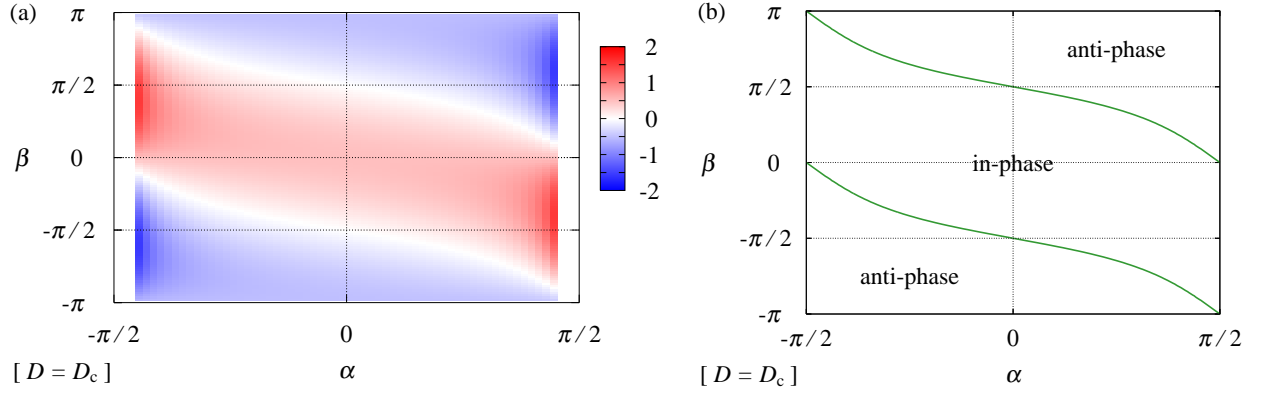 (a)
π
π/2
β
0
-π/2
-π
-π/2
0
π/2
[ D = Dc ]
α
2
1
0
-1
-2
(b)
π
anti-phase
π/2
β
0
in-phase
-π/2
anti-phase
-π
-π/2
0
π/2
[ D = Dc ]
α